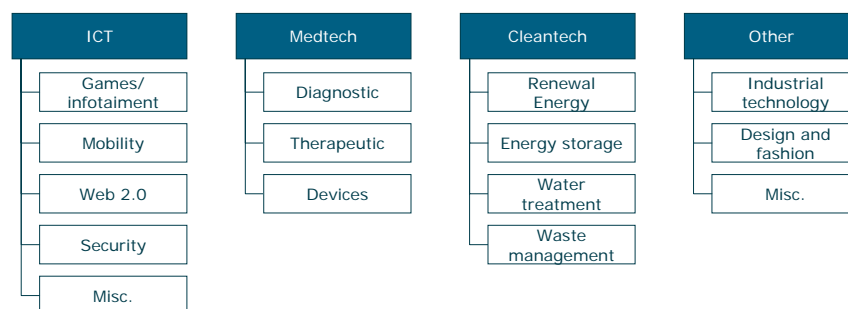 ICT
Games/
infotaiment
Mobility
Web 2.0
Security
Misc.
Medtech
Diagnostic
Therapeutic
Devices
Cleantech
Renewal
Energy
Energy storage
Water
treatment
Waste
management
Other
Industrial
technology
Design and
fashion
Misc.